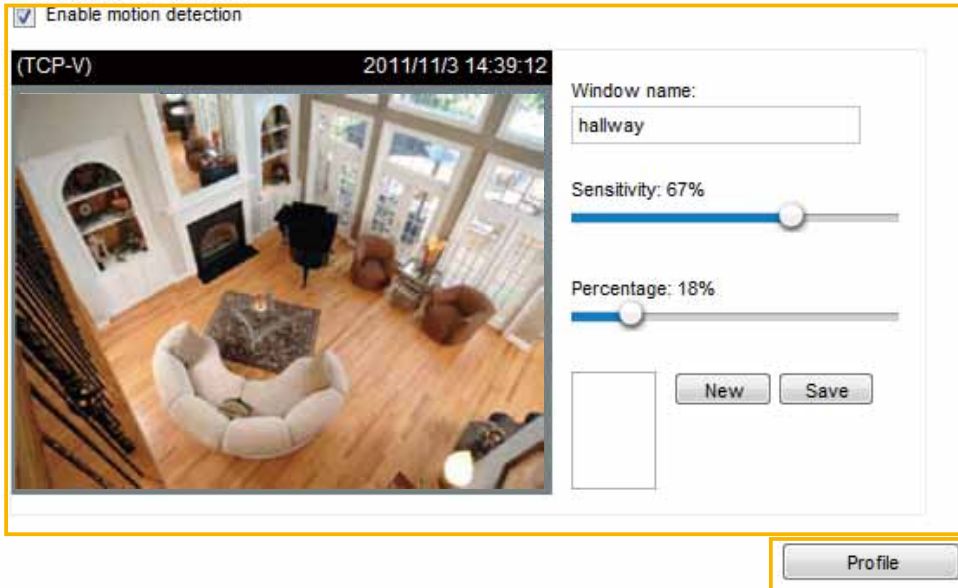 Enable motion detection
(TCP-V) 2011/11/3 14:39:12
Window name:
hallway
Sensitivity: 67%
Percentage: 18%
New Save
Profile